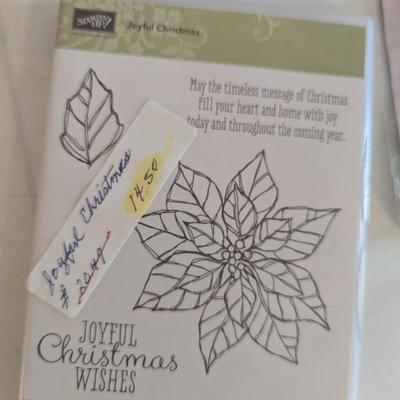 STAMPIN' UP!
Joyful Christmas
May the timeless message of Christmas
fill your heart and home with joy
today and throughout the coming year.
Joyful Christmas
14.50
$
JOYFUL
Christmas
WISHES